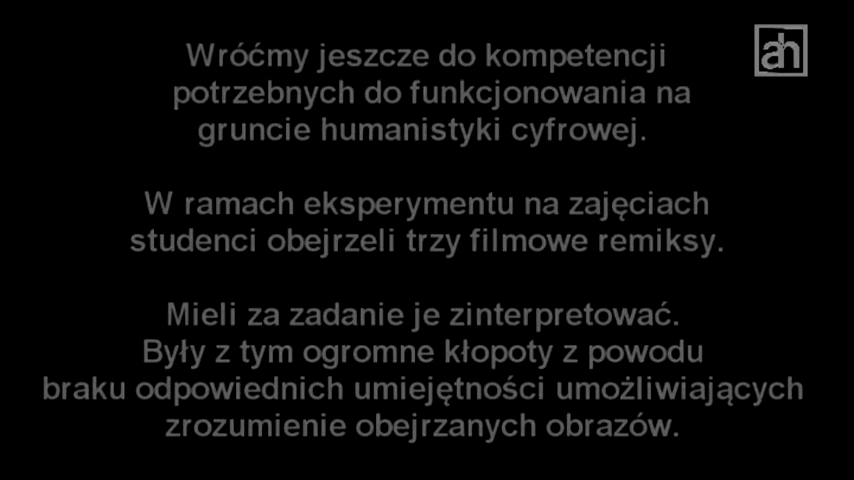 ah
Wróćmy jeszcze do kompetencji
potrzebnych do funkcjonowania na
gruncie humanistyki cyfrowej.
W ramach eksperymentu na zajęciach
studenci obejrzeli trzy filmowe remiksy.
Mieli za zadanie je zinterpretować.
Były z tym ogromne kłopoty z powodu
braku odpowiednich umiejętności umożliwiających
zrozumienie obejrzanych obrazów.